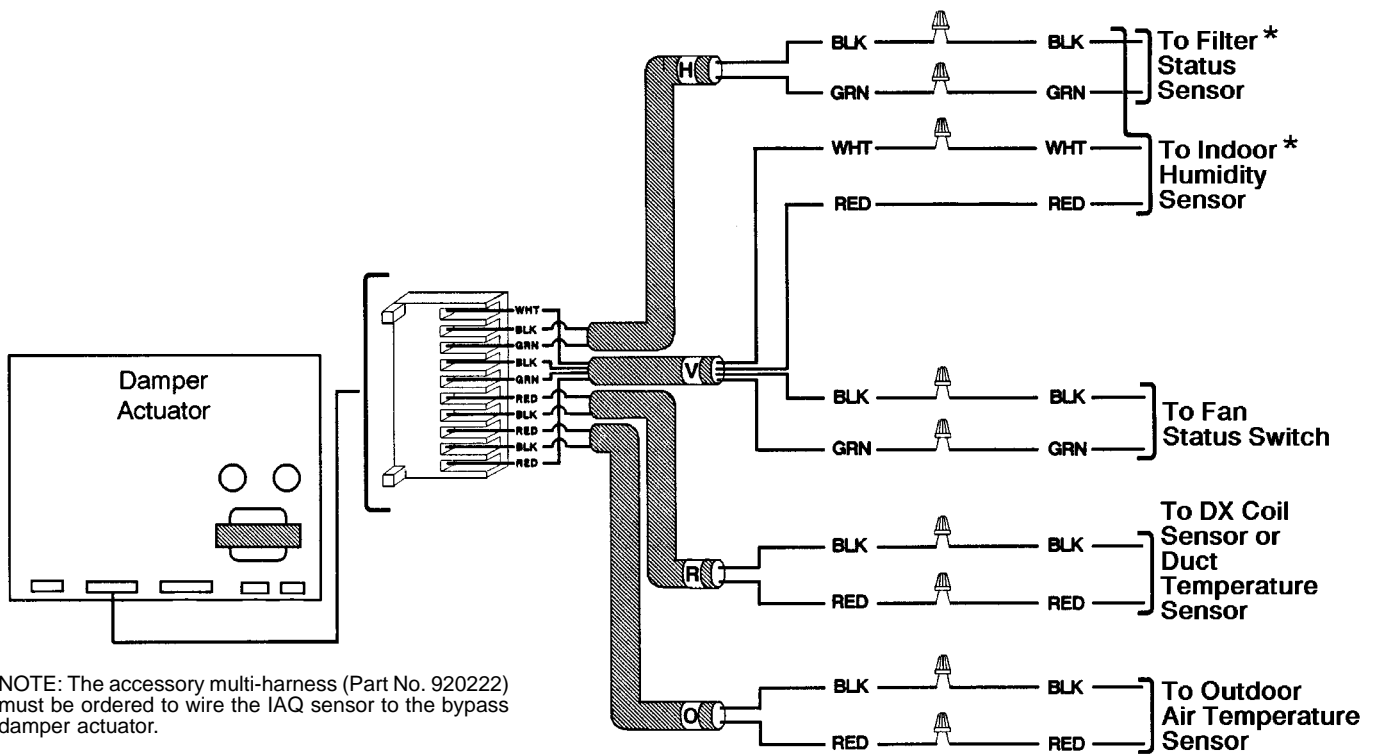 BLK BLK To Filter *
Status
Sensor
GRN GRN
H
WHT WHT To Indoor *
Humidity
Sensor
RED RED
WHT
BLK
GRN
BLK
GRN
RED
BLK
RED
BLK
RED
V
Damper
Actuator
BLK BLK To Fan
Status Switch
GRN GRN
R
BLK BLK To DX Coil
Sensor or
Duct
Temperature
Sensor
RED RED
O
BLK BLK To Outdoor
Air Temperature
Sensor
RED RED
NOTE: The accessory multi-harness (Part No. 920222)
must be ordered to wire the IAQ sensor to the bypass
damper actuator.